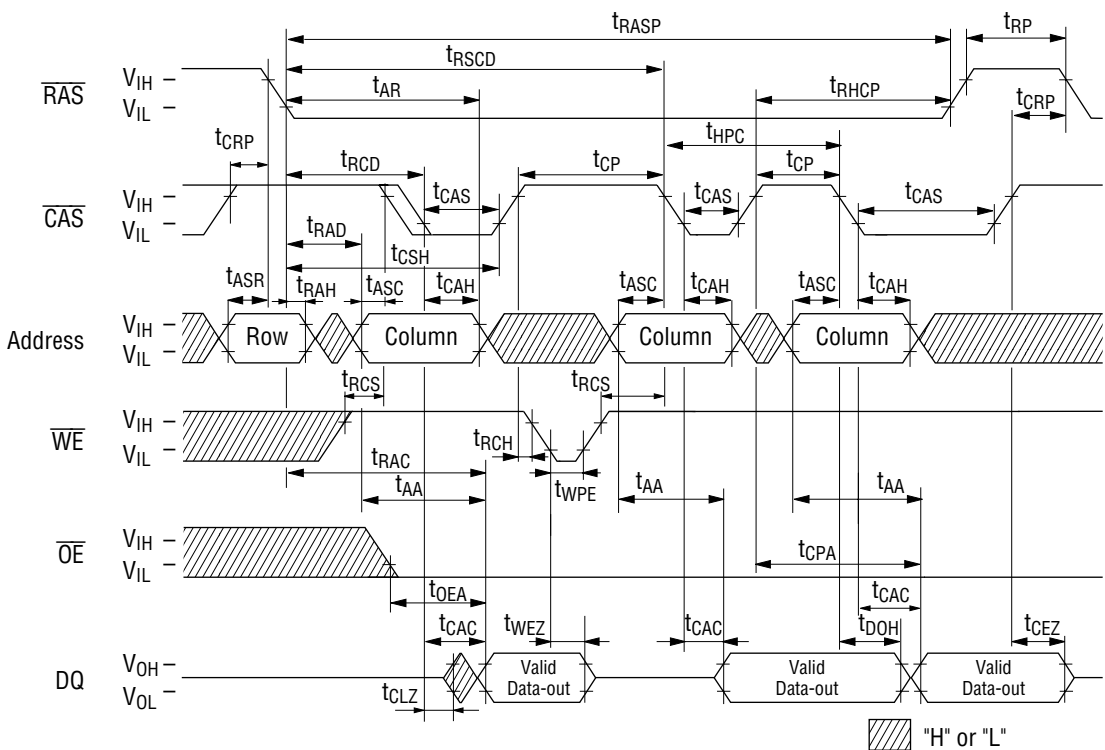 tRASP
tRP
tRSCD
tAR
tRHCP
RAS
VIH
VIL
tCRP
tCRP
tHPC
tRCD
tCP
tCP
tCAS
tCAS
tCAS
CAS
VIH
VIL
tRAD
tCSH
tASR
tRAH
tASC
tCAH
tASC
tCAH
tASC
tCAH
Address
VIH
VIL
Row
Column
Column
Column
tRCS
tRCS
WE
VIH
VIL
tRCH
tWPE
tRAC
tAA
tAA
tAA
OE
VIH
VIL
tCPA
tOEA
tCAC
tCAC
tWEZ
tCAC
tDOH
tCEZ
DQ
VOH
VOL
Valid
Data-out
Valid
Data-out
Valid
Data-out
tCLZ
"H" or "L"